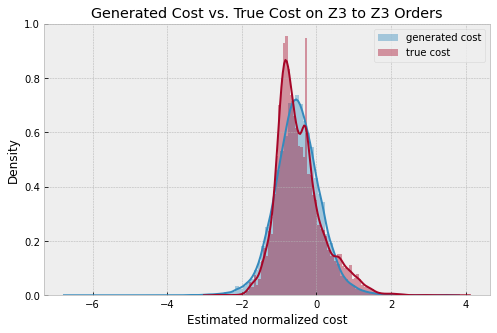 Generated Cost vs. True Cost on Z3 to Z3 Orders
generated cost
true cost
1.0
0.8
0.6
0.4
0.2
0.0
Density
−6
−4
−2
0
2
4
Estimated normalized cost